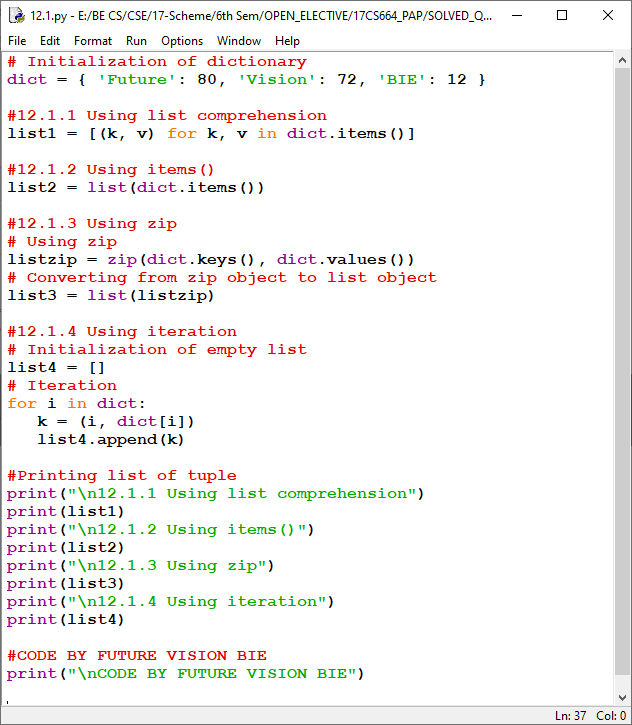 12.1.py - E:/BE CS/CSE/17-Scheme/6th Sem/OPEN_ELECTIVE/17CS664_PAP/SOLVED_Q...
File Edit Format Run Options Window Help
# Initialization of dictionary
dict = { 'Future': 80, 'Vision': 72, 'BIE': 12 }

#12.1.1 Using list comprehension
list1 = [(k, v) for k, v in dict.items()]

#12.1.2 Using items()
list2 = list(dict.items())

#12.1.3 Using zip
# Using zip
listzip = zip(dict.keys(), dict.values())
# Converting from zip object to list object
list3 = list(listzip)

#12.1.4 Using iteration
# Initialization of empty list
list4 = []
# Iteration
for i in dict:
   k = (i, dict[i])
   list4.append(k)

#Printing list of tuple
print("\n12.1.1 Using list comprehension")
print(list1)
print("\n12.1.2 Using items()")
print(list2)
print("\n12.1.3 Using zip")
print(list3)
print("\n12.1.4 Using iteration")
print(list4)

#CODE BY FUTURE VISION BIE
print("\nCODE BY FUTURE VISION BIE")

Ln: 37 Col: 0